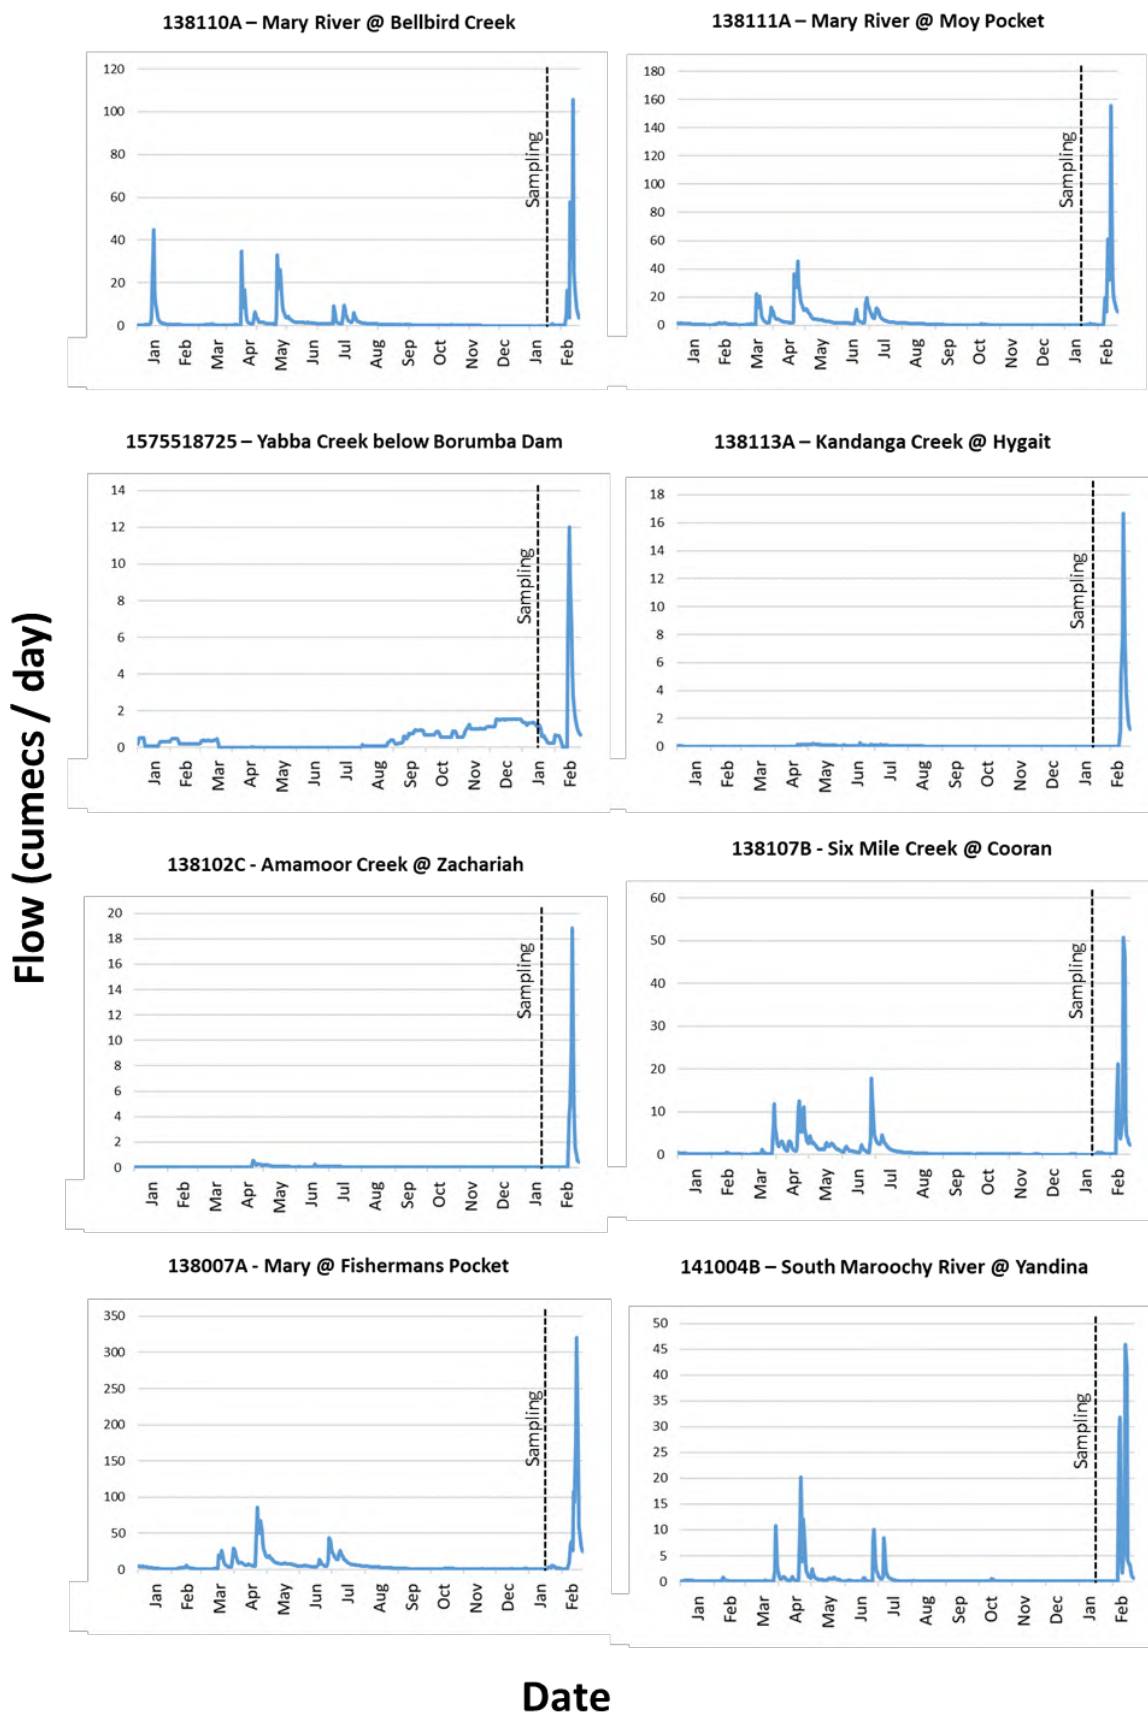 138110A – Mary River @ Bellbird Creek
120
100
80
60
40
20
0
Sampling
Jan Feb Mar Apr May Jun Jul Aug Sep Oct Nov Dec Jan Feb
138111A – Mary River @ Moy Pocket
180
160
140
120
100
80
60
40
20
0
Sampling
Jan Feb Mar Apr May Jun Jul Aug Sep Oct Nov Dec Jan Feb
1575518725 – Yabba Creek below Borumba Dam
14
12
10
8
6
4
2
0
Sampling
Jan Feb Mar Apr May Jun Jul Aug Sep Oct Nov Dec Jan Feb
138113A – Kandanga Creek @ Hygait
18
16
14
12
10
8
6
4
2
0
Sampling
Jan Feb Mar Apr May Jun Jul Aug Sep Oct Nov Dec Jan Feb
Flow (cumecs / day)
138102C - Amamoor Creek @ Zachariah
20
18
16
14
12
10
8
6
4
2
0
Sampling
Jan Feb Mar Apr May Jun Jul Aug Sep Oct Nov Dec Jan Feb
138107B - Six Mile Creek @ Cooran
60
50
40
30
20
10
0
Sampling
Jan Feb Mar Apr May Jun Jul Aug Sep Oct Nov Dec Jan Feb
138007A - Mary @ Fishermans Pocket
350
300
250
200
150
100
50
0
Sampling
Jan Feb Mar Apr May Jun Jul Aug Sep Oct Nov Dec Jan Feb
141004B – South Maroochy River @ Yandina
50
45
40
35
30
25
20
15
10
5
0
Sampling
Jan Feb Mar Apr May Jun Jul Aug Sep Oct Nov Dec Jan Feb
Date